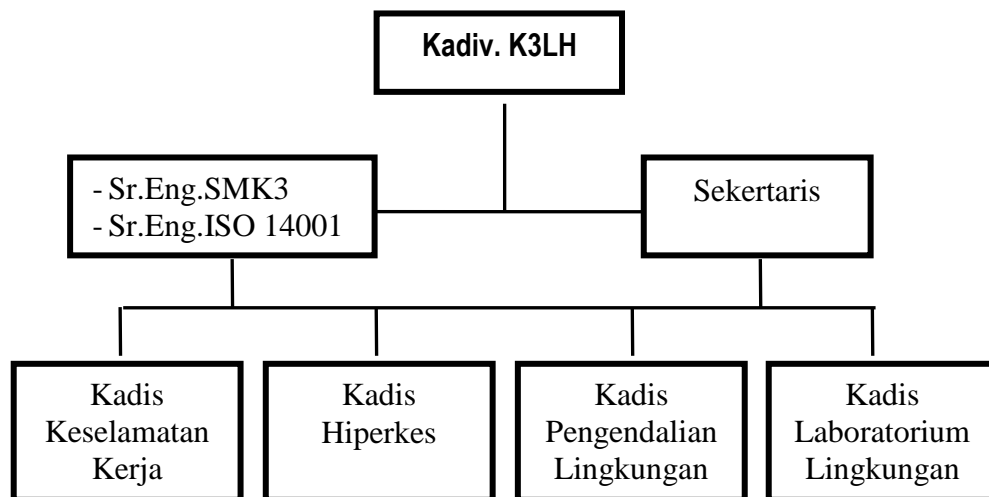 Kadiv. K3LH
- Sr.Eng.SMK3
- Sr.Eng.ISO 14001
Sekertaris
Kadis
Keselamatan
Kerja
Kadis
Hiperkes
Kadis
Pengendalian
Lingkungan
Kadis
Laboratorium
Lingkungan